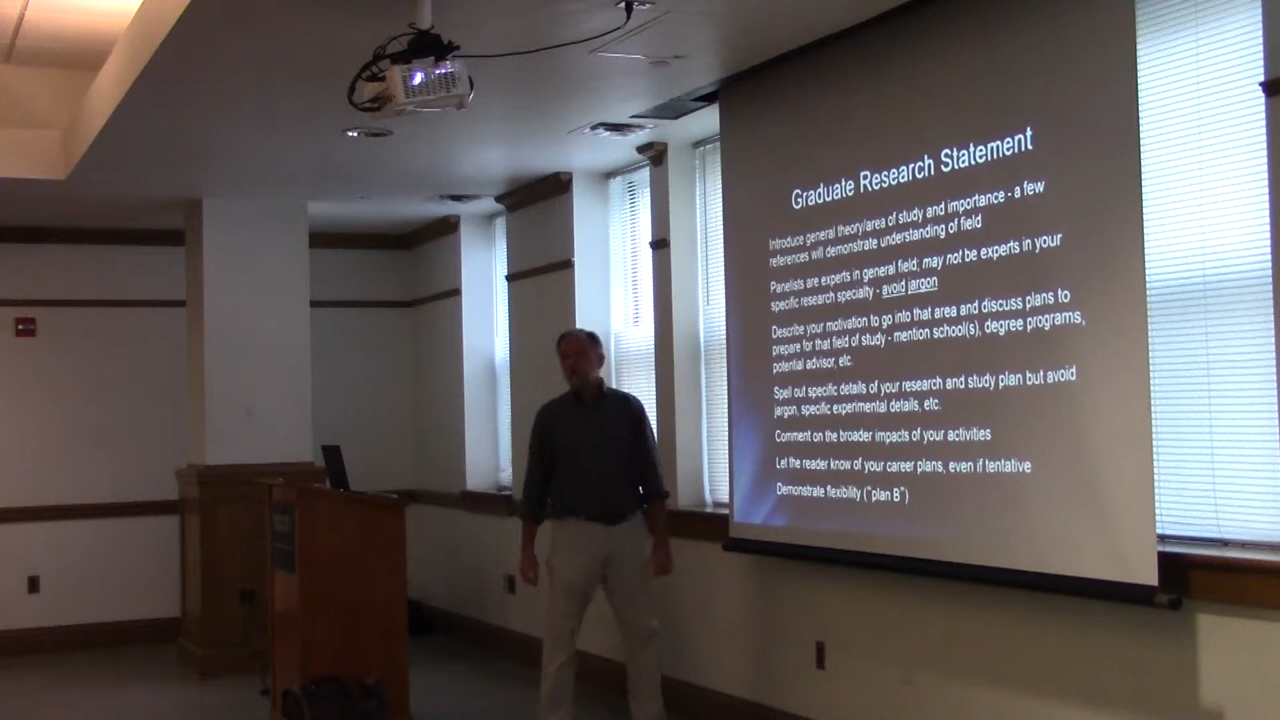 Graduate Research Statement
Introduce general theory/area of study and importance - a few
references will demonstrate understanding of field
Panelists are experts in general field; may not be experts in your
specific research specialty - avoid jargon
Describe your motivation to go into that area and discuss plans to
prepare for that field of study - mention school(s), degree programs,
potential advisor, etc.
Spell out specific details of your research and study plan but avoid
jargon, specific experimental details, etc.
Comment on the broader impacts of your activities
Let the reader know of your career plans, even if tentative
Demonstrate flexibility (“plan B”)